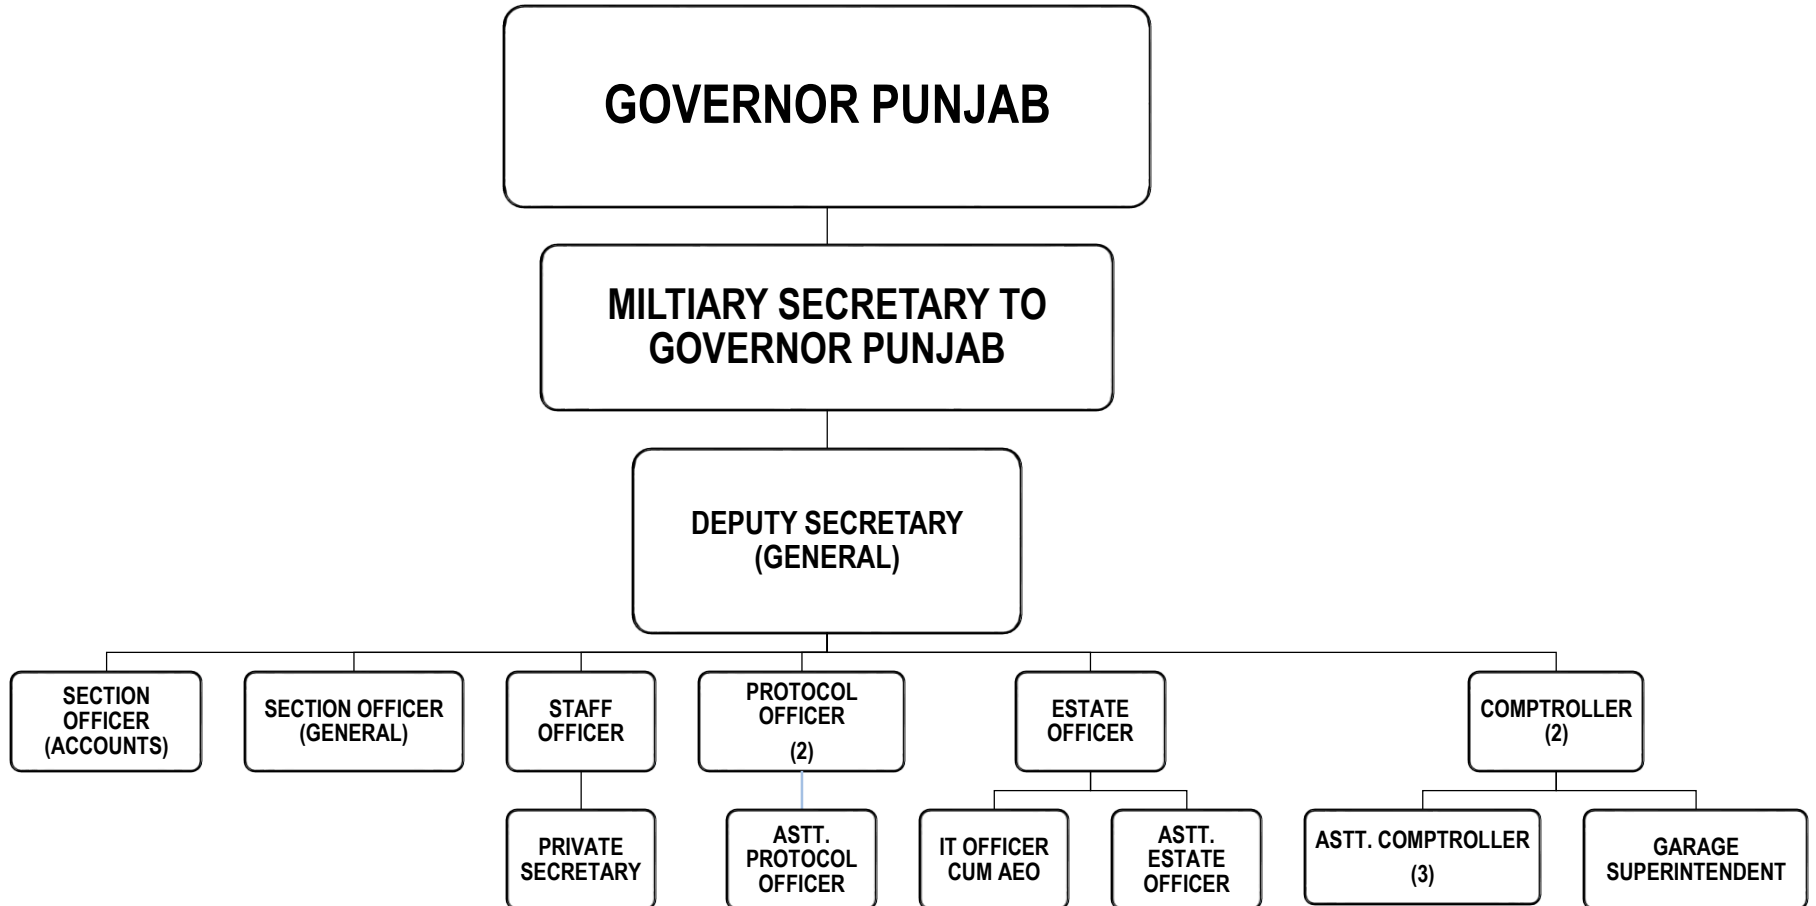 GOVERNOR PUNJAB
MILTIARY SECRETARY TO
GOVERNOR PUNJAB
DEPUTY SECRETARY
(GENERAL)
SECTION
OFFICER
(ACCOUNTS)
SECTION OFFICER
(GENERAL)
STAFF
OFFICER
PROTOCOL
OFFICER
(2)
ESTATE
OFFICER
COMPTROLLER
(2)
PRIVATE
SECRETARY
ASTT.
PROTOCOL
OFFICER
IT OFFICER
CUM AEO
ASTT.
ESTATE
OFFICER
ASTT. COMPTROLLER
(3)
GARAGE
SUPERINTENDENT